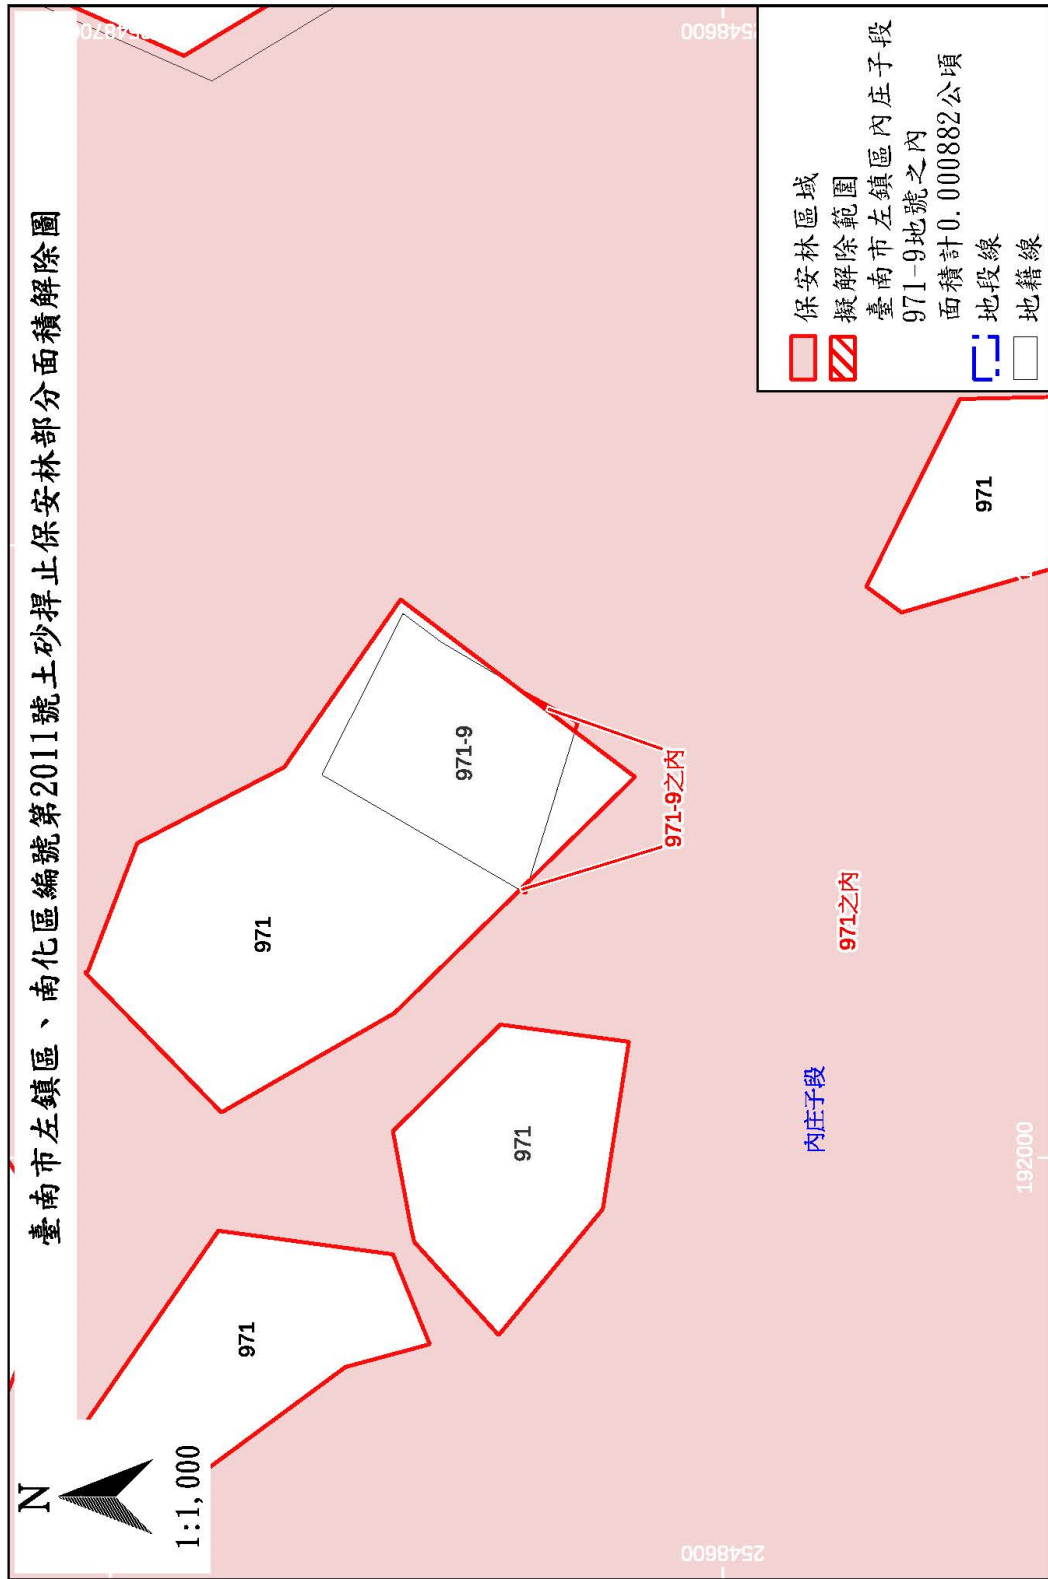 臺南市左鎮區、南化區編號第2011號土砂捍止保安林部分面積解除圖
N
1:1,000
2548600
2548600
192000
971
971
971
971-9
971-9之內
971之內
內庄子段
971
保安林區域
擬解除範圍
臺南市左鎮區內庄子段
971-9地號之內
面積計0.000882公頃
地段線
地籍線